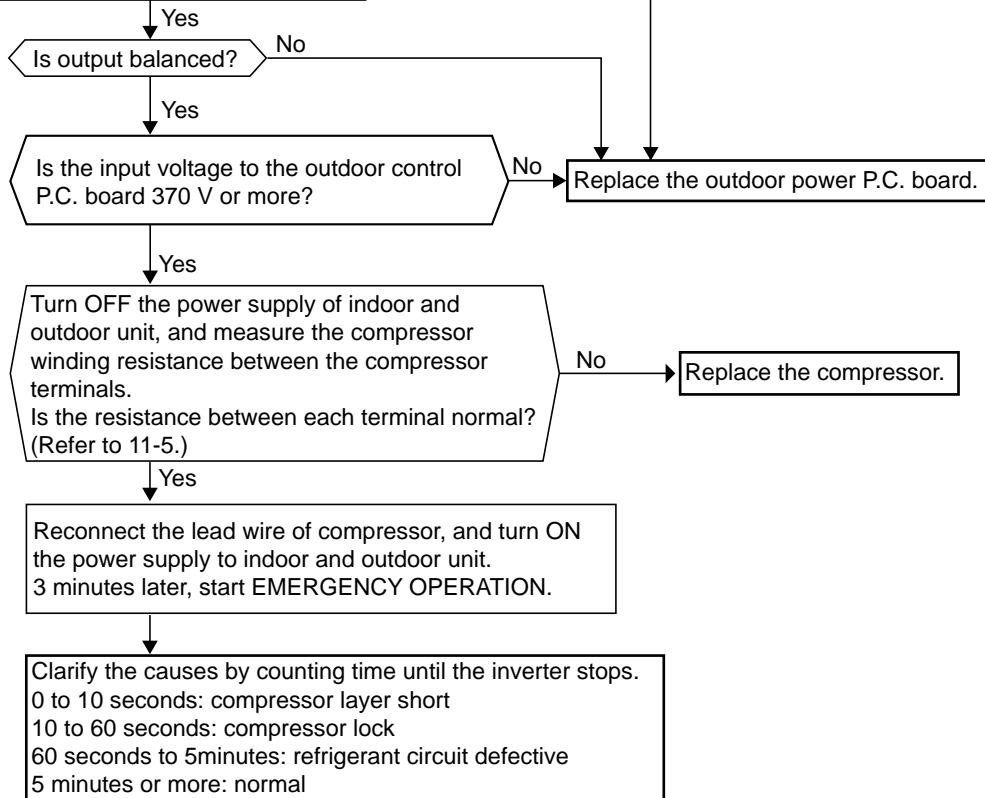 Yes
Is output balanced?
No
Yes
Is the input voltage to the outdoor control
P.C. board 370 V or more?
No
Replace the outdoor power P.C. board.
Yes
Turn OFF the power supply of indoor and
outdoor unit, and measure the compressor
winding resistance between the compressor
terminals.
Is the resistance between each terminal normal?
(Refer to 11-5.)
No
Replace the compressor.
Yes
Reconnect the lead wire of compressor, and turn ON
the power supply to indoor and outdoor unit.
3 minutes later, start EMERGENCY OPERATION.
Clarify the causes by counting time until the inverter stops.
0 to 10 seconds: compressor layer short
10 to 60 seconds: compressor lock
60 seconds to 5minutes: refrigerant circuit defective
5 minutes or more: normal